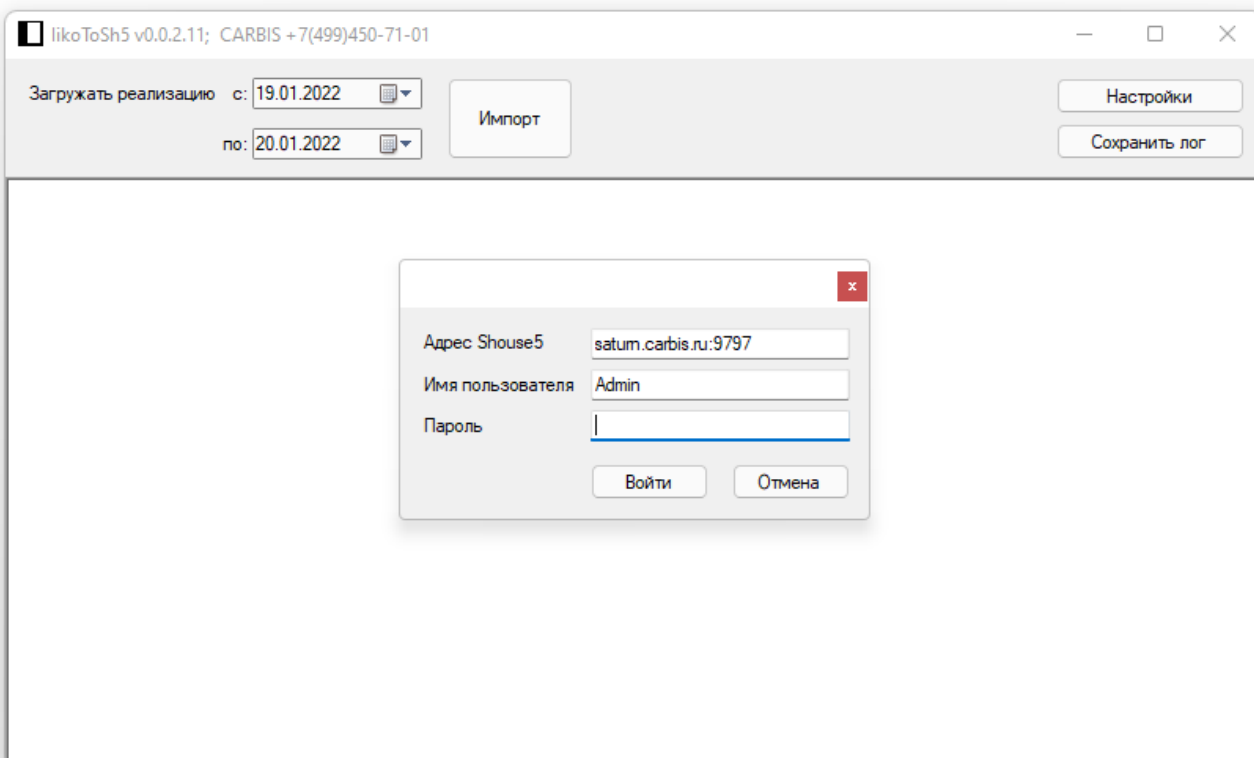 IikoToSh5 v0.0.2.11; CARBIS +7(499)450-71-01
Загружать реализацию с: 19.01.2022
по: 20.01.2022
Импорт
Настройки
Сохранить лог
x
Адрес Shouse5 saturn.carbis.ru:9797
Имя пользователя Admin
Пароль
Войти Отмена